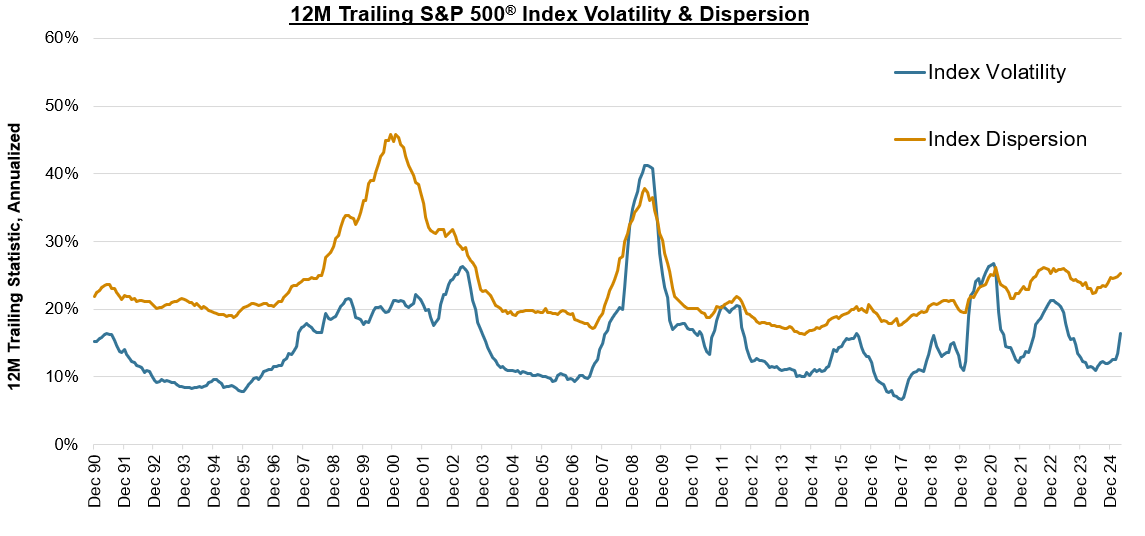 12M Trailing S&P 500® Index Volatility & Dispersion
60%
50%
40%
30%
20%
10%
0%
12M Trailing Statistic, Annualized
Index Volatility
Index Dispersion
Dec 90
Dec 91
Dec 92
Dec 93
Dec 94
Dec 95
Dec 96
Dec 97
Dec 98
Dec 99
Dec 00
Dec 01
Dec 02
Dec 03
Dec 04
Dec 05
Dec 06
Dec 07
Dec 08
Dec 09
Dec 10
Dec 11
Dec 12
Dec 13
Dec 14
Dec 15
Dec 16
Dec 17
Dec 18
Dec 19
Dec 20
Dec 21
Dec 22
Dec 23
Dec 24